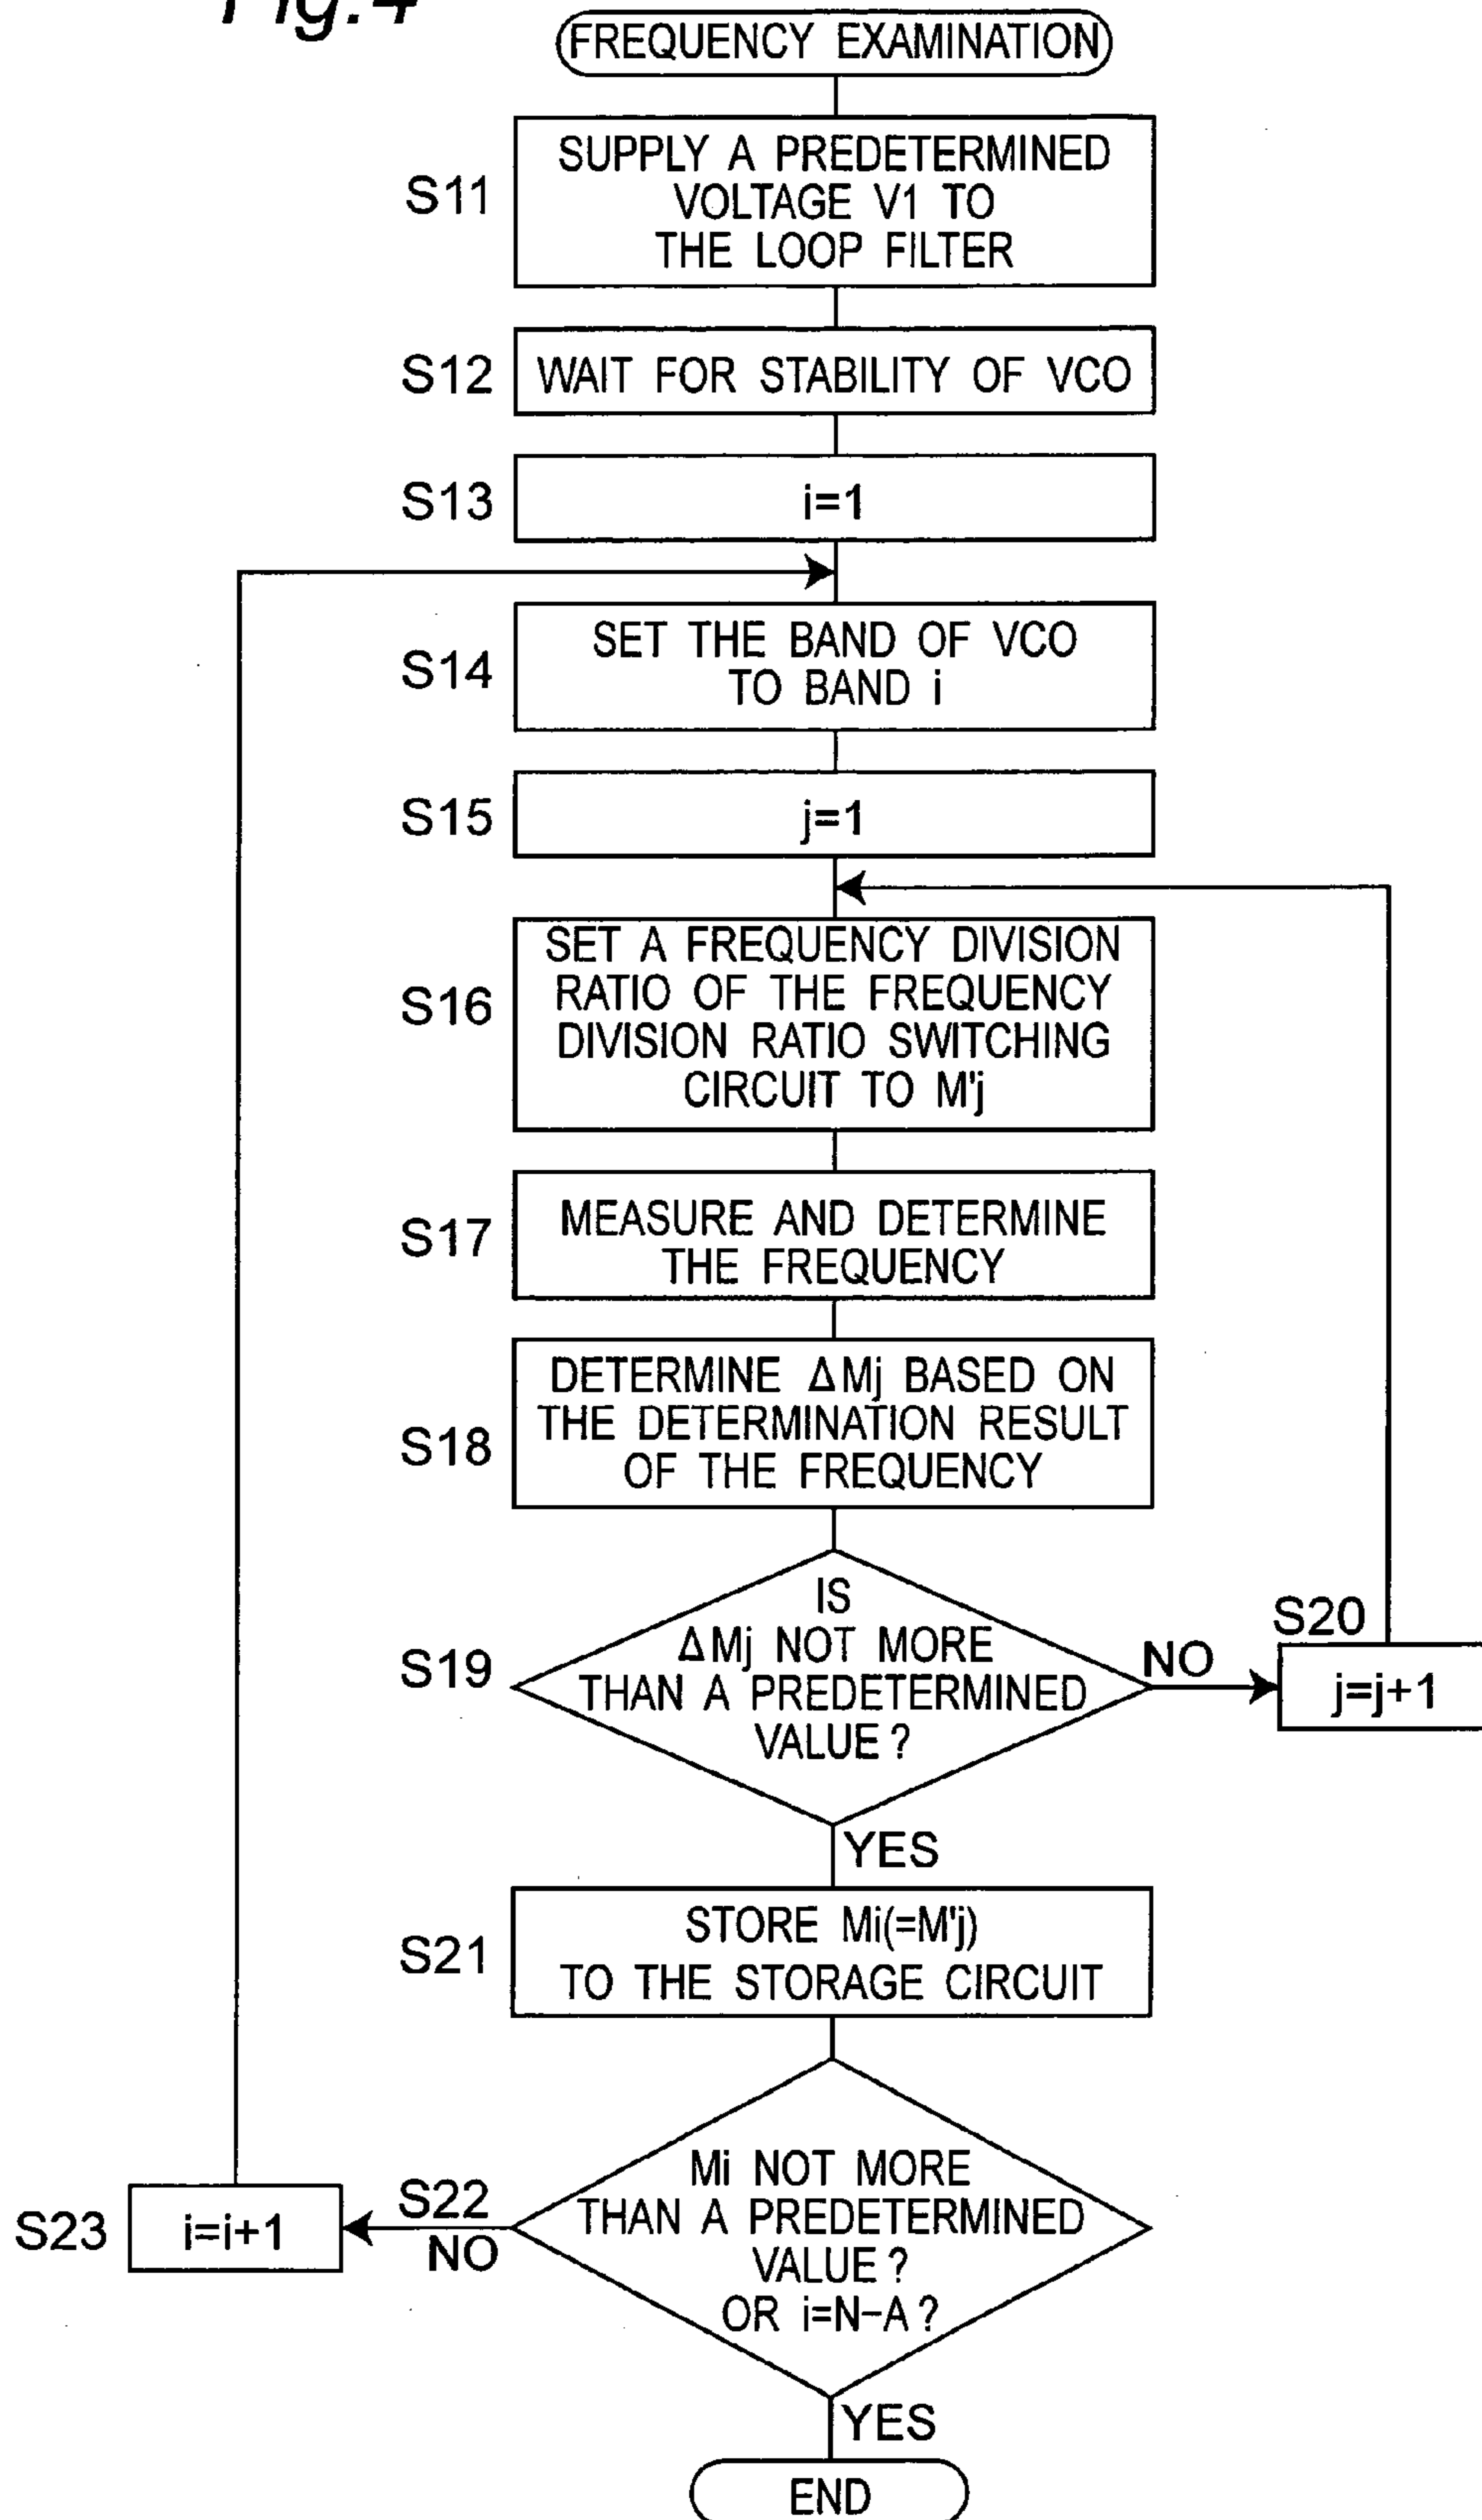 Fig.4
FREQUENCY EXAMINATION
S11
SUPPLY A PREDETERMINED
VOLTAGE V1 TO
THE LOOP FILTER
S12
WAIT FOR STABILITY OF VCO
S13
i=1
S14
SET THE BAND OF VCO
TO BAND i
S15
j=1
S16
SET A FREQUENCY DIVISION
RATIO OF THE FREQUENCY
DIVISION RATIO SWITCHING
CIRCUIT TO M'j
S17
MEASURE AND DETERMINE
THE FREQUENCY
S18
DETERMINE ΔMj BASED ON
THE DETERMINATION RESULT
OF THE FREQUENCY
S19
IS
ΔMj NOT MORE
THAN A PREDETERMINED
VALUE?
NO
S20
j=j+1
YES
S21
STORE Mi(=M'j)
TO THE STORAGE CIRCUIT
S22
Mi NOT MORE
THAN A PREDETERMINED
VALUE?
OR i=N-A?
NO
S23
i=i+1
YES
END